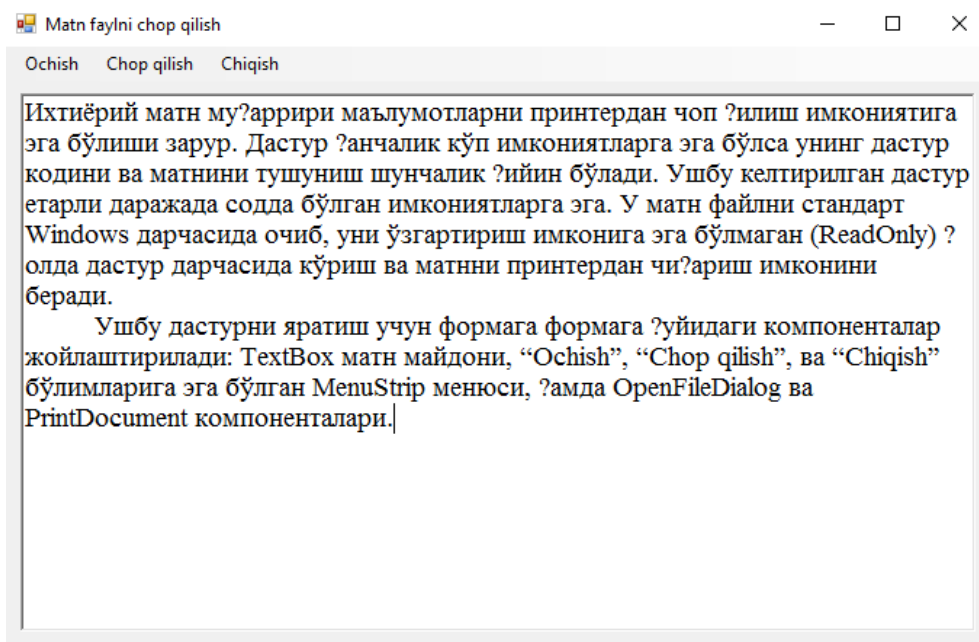 Matn faylni chop qilish
Ochish Chop qilish Chiqish
Ихтиёрий матн му?аррири маълумотларни принтердан чоп ?илиш имкониятига
эга бўлиши зарур. Дастур ?анчалик кўп имкониятларга эга бўлса унинг дастур
кодини ва матнини тушуниш шунчалик ?ийин бўлади. Ушбу келтирилган дастур
етарли даражада содда бўлган имкониятларга эга. У матн файлни стандарт
Windows дарчасида очиб, уни ўзгартириш имконига эга бўлмаган (ReadOnly) ?
олда дастур дарчасида кўриш ва матнни принтердан чи?ариш имконини
беради.
Ушбу дастурни яратиш учун формага формага ?уйидаги компоненталар
жойлаштирилади: TextBox матн майдони, “Ochish”, “Chop qilish”, ва “Chiqish”
бўлимларига эга бўлган MenuStrip менюси, ?амда OpenFileDialog ва
PrintDocument компоненталари.